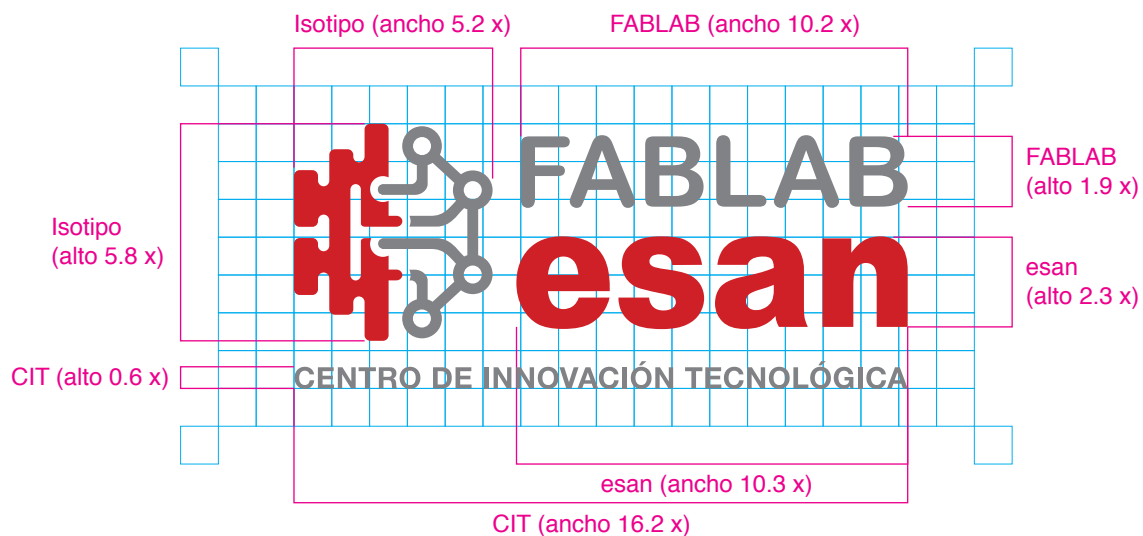 Isotipo (ancho 5.2 x)
FABLAB (ancho 10.2 x)
FABLAB
FABLAB
(alto 1.9 x)
Isotipo
(alto 5.8 x)
esan
esan
(alto 2.3 x)
CIT (alto 0.6 x)
CENTRO DE INNOVACIÓN TECNOLÓGICA
esan (ancho 10.3 x)
CIT (ancho 16.2 x)